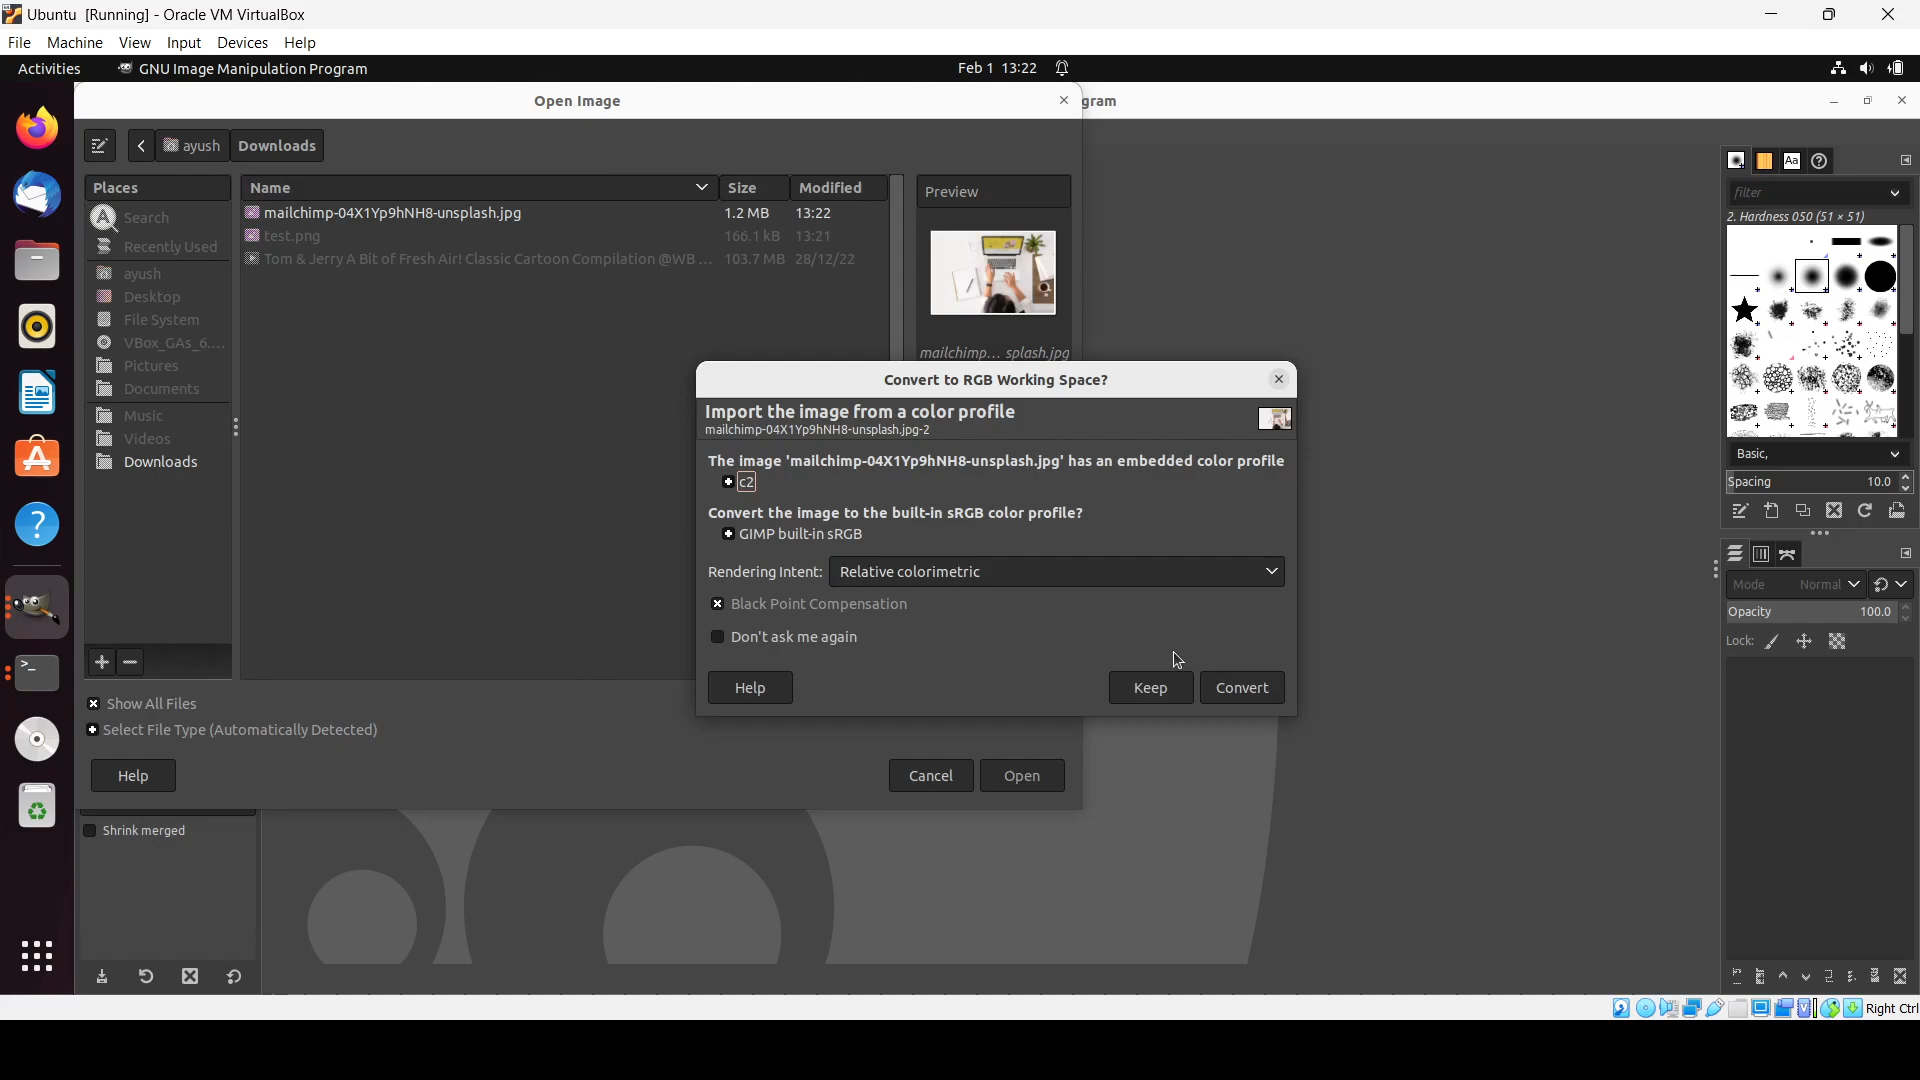 Ubuntu [Running] - Oracle VM VirtualBox
File Machine View Input Devices Help
Activities GNU Image Manipulation Program Feb 1 13:22
Open Image
gram
ayush Downloads
Places
Search
Recently Used
ayush
Desktop
File System
VBox_GAs_6....
Pictures
Documents
Music
Videos
Downloads
Name Size Modified
mailchimp-04X1Yp9hNH8-unsplash.jpg 1.2 MB 13:22
test.png 166.1 kB 13:21
Tom & Jerry A Bit of Fresh Air! Classic Cartoon Compilation @WB ... 103.7 MB 28/12/22
Preview
mailchimp... splash.jpg
Show All Files
Select File Type (Automatically Detected)
Help Cancel Open
Shrink merged
Convert to RGB Working Space?
Import the image from a color profile
mailchimp-04X1Yp9hNH8-unsplash.jpg-2
The image 'mailchimp-04X1Yp9hNH8-unsplash.jpg' has an embedded color profile
c2
Convert the image to the built-in sRGB color profile?
GIMP built-in sRGB
Rendering Intent: Relative colorimetric
Black Point Compensation
Don't ask me again
Help Keep Convert
filter
2. Hardness 050 (51 × 51)
Basic,
Spacing 10.0
Mode Normal
Opacity 100.0
Lock:
Right Ctrl